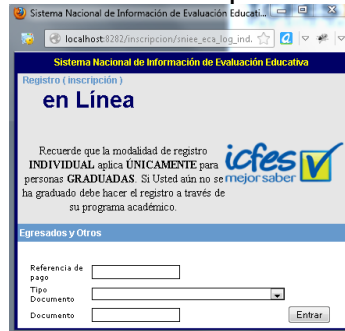 Sistema Nacional de Información de Evaluación Educati...
localhost:8282/inscripcion/sniee_eca_log_ind.
Sistema Nacional de Información de Evaluación Educativa
Registro ( inscripción )
en Línea
Recuerde que la modalidad de registro
INDIVIDUAL aplica ÚNICAMENTE para
personas GRADUADAS. Si Usted aún no se
ha graduado debe hacer el registro a través de
su programa académico.
icfes
mejor saber
Egresados y Otros
Referencia de
pago
Tipo
Documento
Documento
Entrar